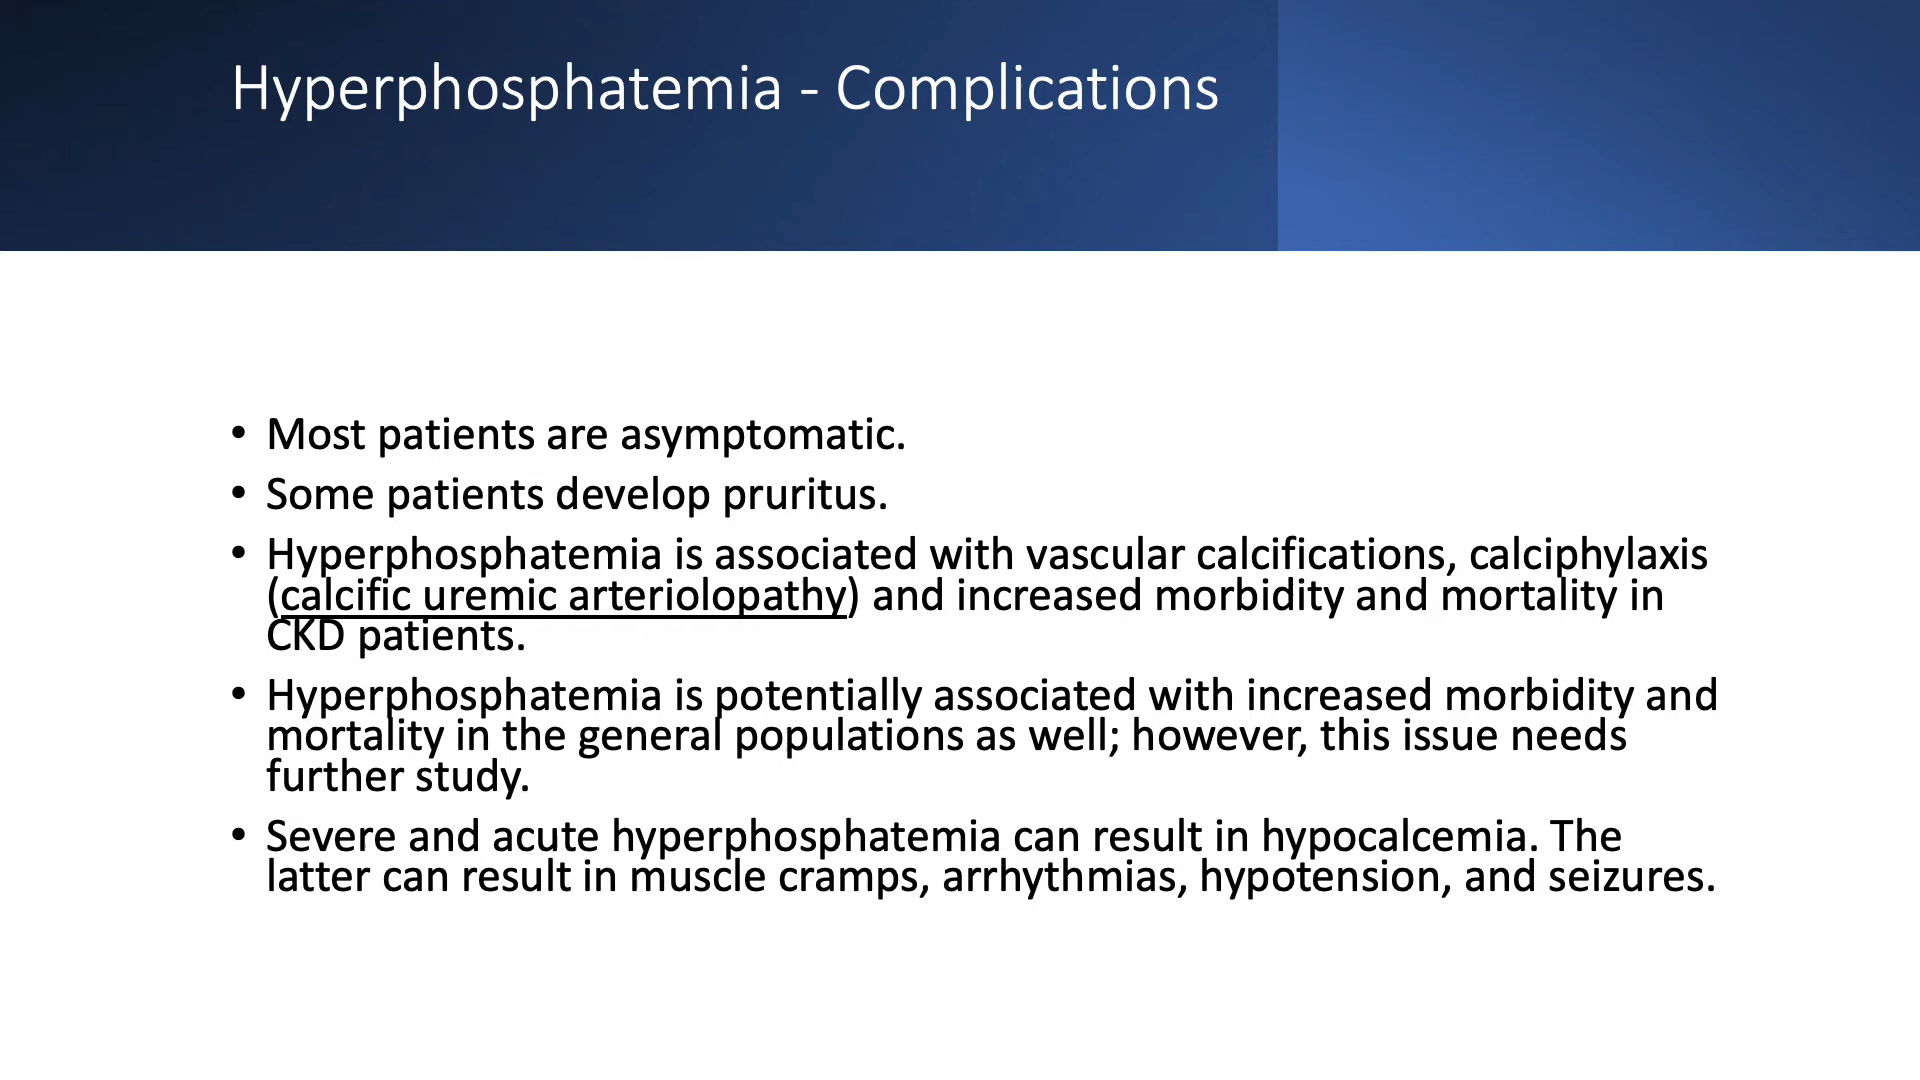 Hyperphosphatemia - Complications
• Most patients are asymptomatic.
• Some patients develop pruritus.
• Hyperphosphatemia is associated with vascular calcifications, calciphylaxis
(calcific uremic arteriolopathy) and increased morbidity and mortality in
CKD patients.
• Hyperphosphatemia is potentially associated with increased morbidity and
mortality in the general populations as well; however, this issue needs
further study.
• Severe and acute hyperphosphatemia can result in hypocalcemia. The
latter can result in muscle cramps, arrhythmias, hypotension, and seizures.